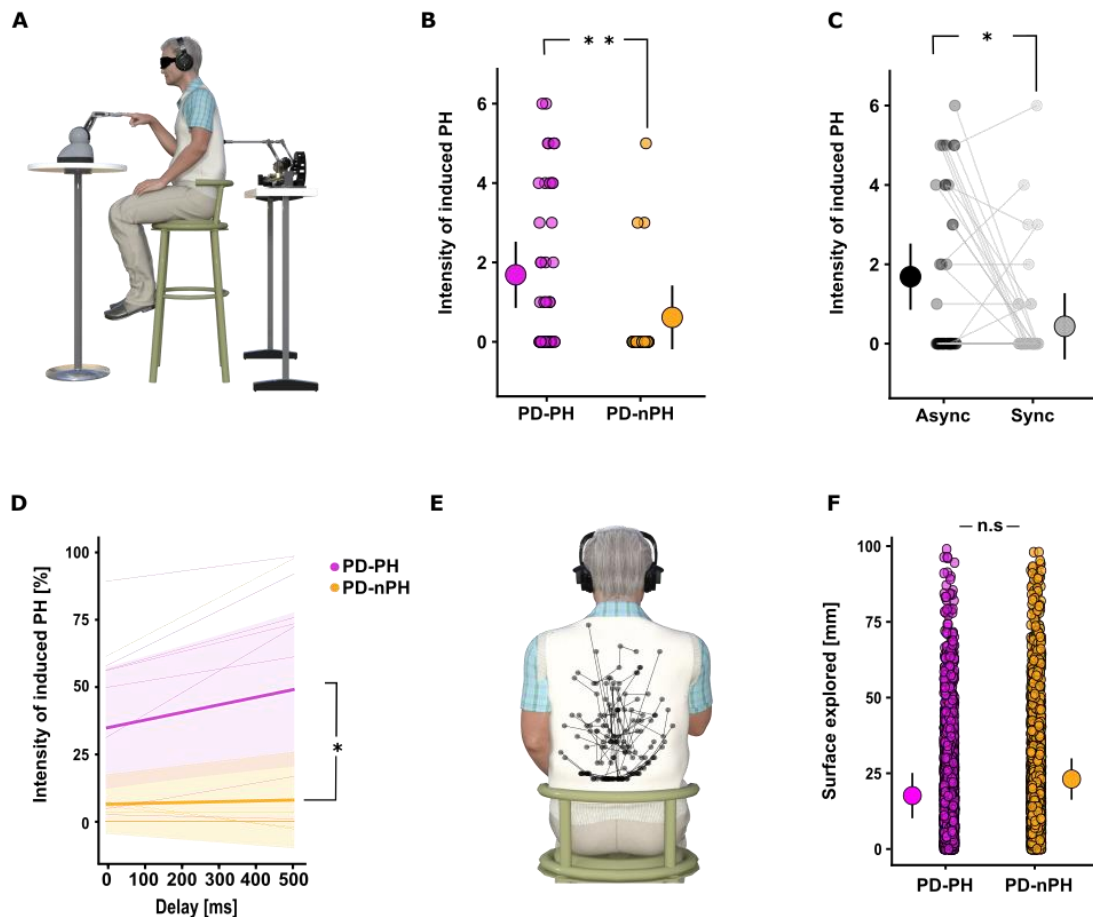 A
B
* *
Intensity of induced PH
6
4
2
0
PD-PH PD-nPH
C
*
Intensity of induced PH
6
4
2
0
Async Sync
D
Intensity of induced PH [%]
100
75
50
25
0
PD-PH
PD-nPH
*
0 100 200 300 400 500
Delay [ms]
E
F
n.s
Surface explored [mm]
100
75
50
25
0
PD-PH PD-nPH